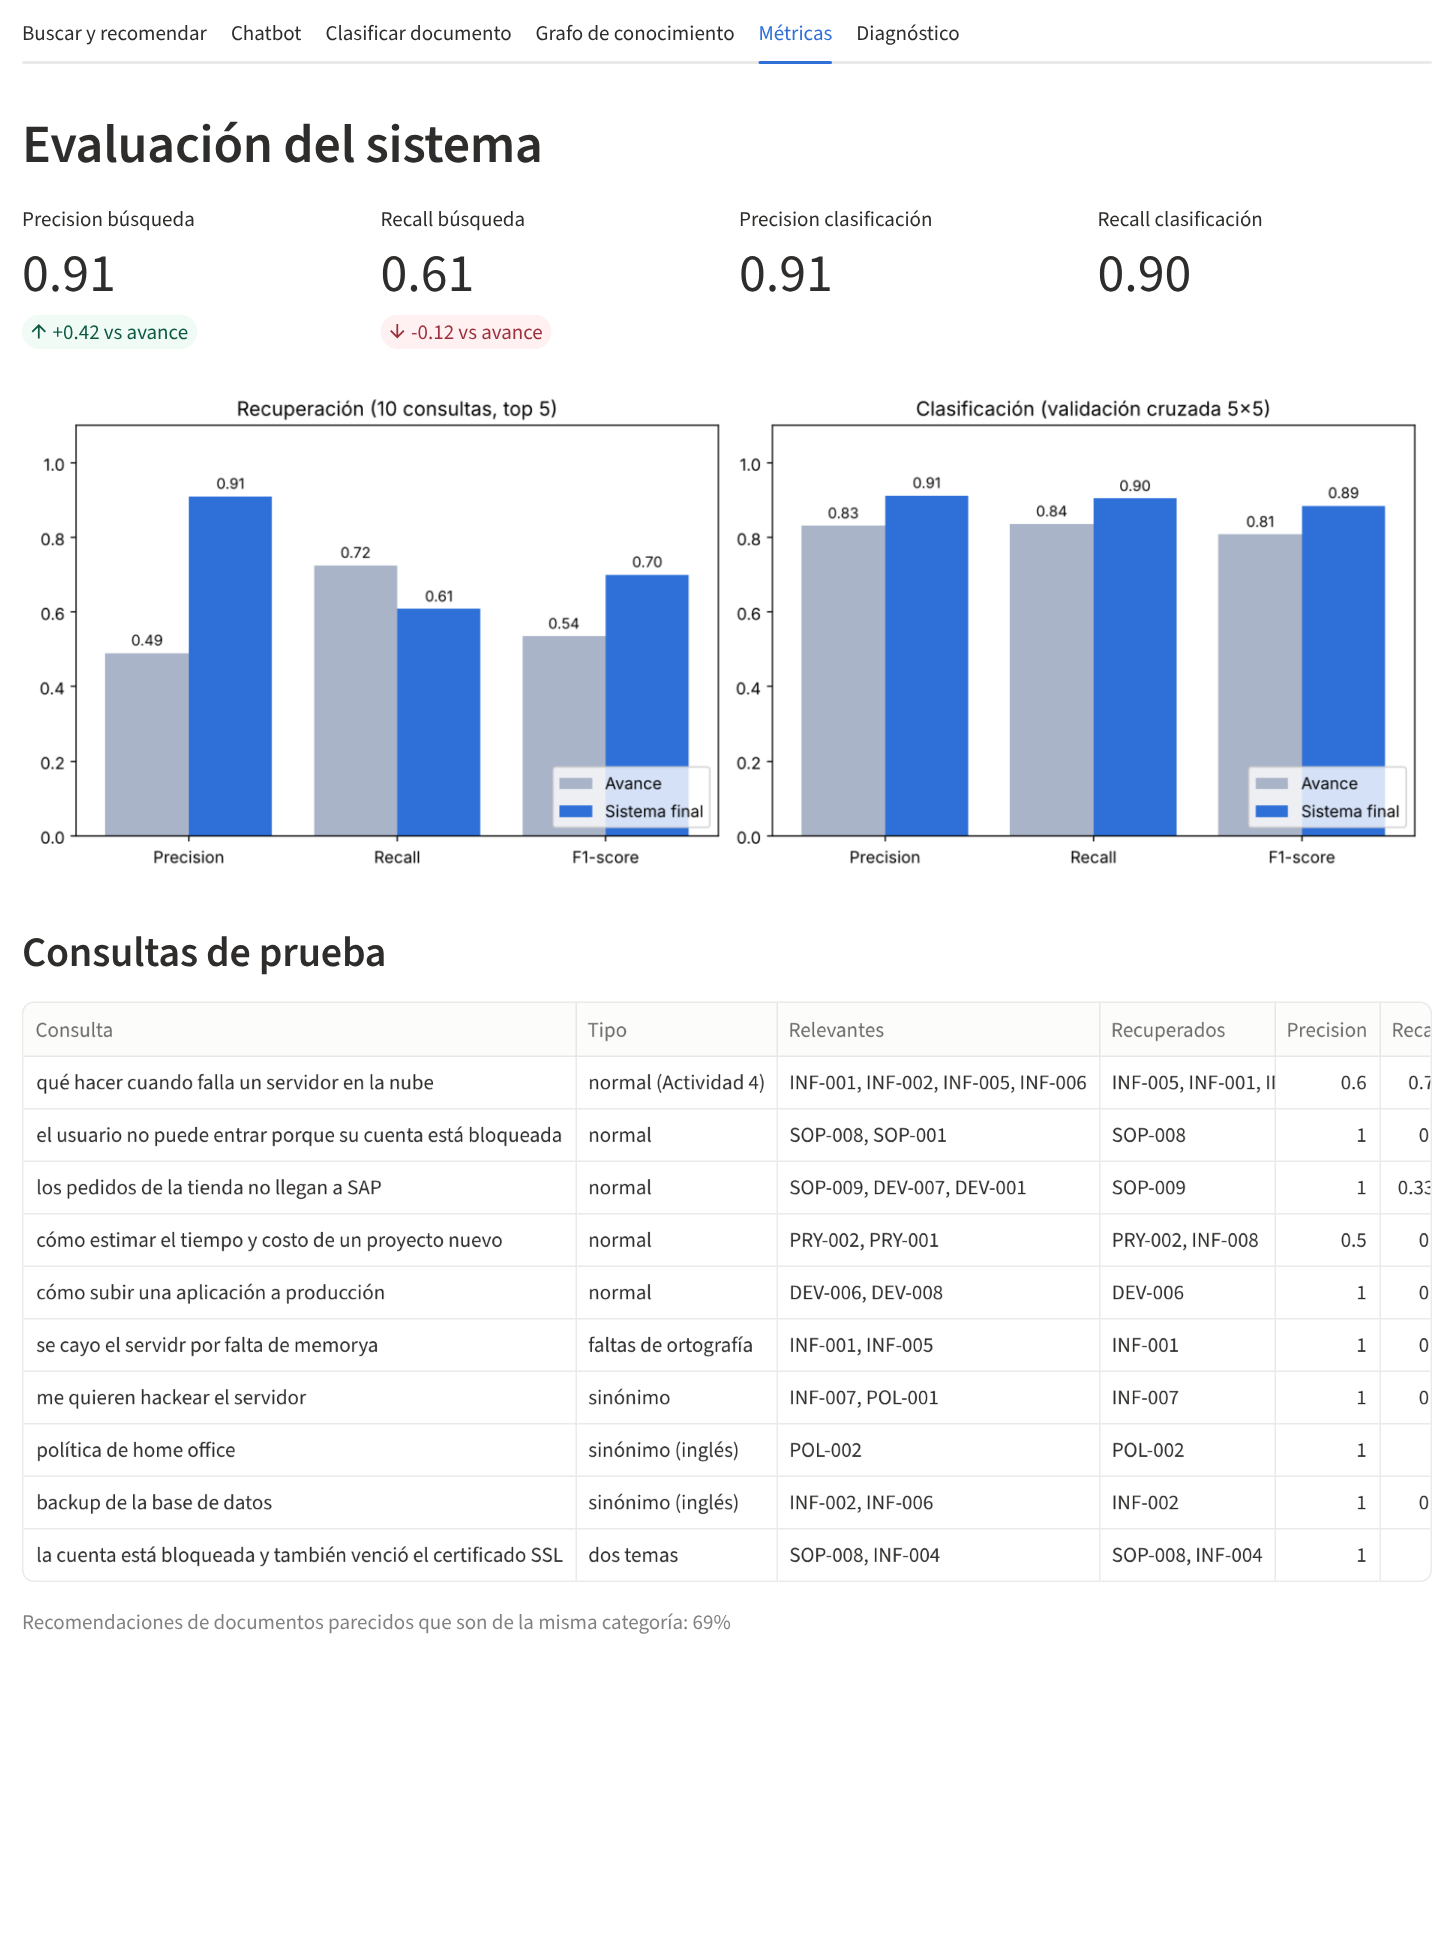 Buscar y recomendar Chatbot Clasificar documento Grafo de conocimiento Métricas Diagnóstico
Evaluación del sistema
Precision búsqueda Recall búsqueda Precision clasificación Recall clasificación
0.91 0.61 0.91 0.90
↑ +0.42 vs avance ↓ -0.12 vs avance
Recuperación (10 consultas, top 5)
1.0
0.8
0.6
0.4
0.2
0.0
0.49
0.91
0.72
0.61
0.54
0.70
Avance
Sistema final
Precision Recall F1-score
Clasificación (validación cruzada 5×5)
1.0
0.8
0.6
0.4
0.2
0.0
0.83
0.91
0.84
0.90
0.81
0.89
Avance
Sistema final
Precision Recall F1-score
Consultas de prueba
Consulta Tipo Relevantes Recuperados Precision
qué hacer cuando falla un servidor en la nube normal (Actividad 4) INF-001, INF-002, INF-005, INF-006 INF-005, INF-001, 0.6 0.7
el usuario no puede entrar porque su cuenta está bloqueada normal SOP-008, SOP-001 SOP-008 1 0
los pedidos de la tienda no llegan a SAP normal SOP-009, DEV-007, DEV-001 SOP-009 1 0.33
cómo estimar el tiempo y costo de un proyecto nuevo normal PRY-002, PRY-001 PRY-002, INF-008 0.5 0
cómo subir una aplicación a producción normal DEV-006, DEV-008 DEV-006 1 0
se cayo el servidr por falta de memorya faltas de ortografía INF-001, INF-005 INF-001 1 0
me quieren hackear el servidor sinónimo INF-007, POL-001 INF-007 1 0
política de home office sinónimo (inglés) POL-002 POL-002 1
backup de la base de datos sinónimo (inglés) INF-002, INF-006 INF-002 1 0
la cuenta está bloqueada y también venció el certificado SSL dos temas SOP-008, INF-004 SOP-008, INF-004 1
Recomendaciones de documentos parecidos que son de la misma categoría: 69%